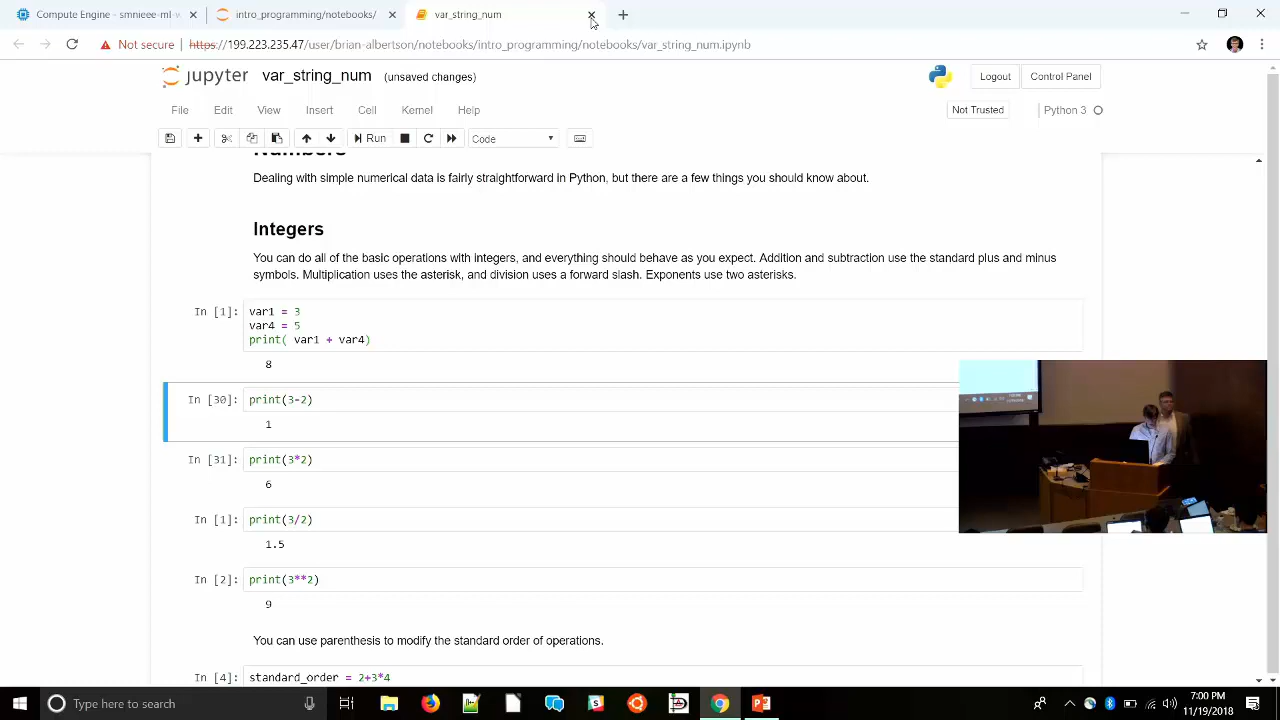 Compute Engine - smnieee-ml-v
intro_programming/notebooks/
var_string_num
Not secure
https://199.223.235.47/user/brian-albertson/notebooks/intro_programming/notebooks/var_string_num.ipynb
jupyter var_string_num (unsaved changes)
Logout
Control Panel
File Edit View Insert Cell Kernel Help
Not Trusted
Python 3
Run
Code
Numbers
Dealing with simple numerical data is fairly straightforward in Python, but there are a few things you should know about.
Integers
You can do all of the basic operations with integers, and everything should behave as you expect. Addition and subtraction use the standard plus and minus
symbols. Multiplication uses the asterisk, and division uses a forward slash. Exponents use two asterisks.
In [1]: var1 = 3
var4 = 5
print( var1 + var4)
8
In [30]: print(3-2)
1
In [31]: print(3*2)
6
In [1]: print(3/2)
1.5
In [2]: print(3**2)
9
You can use parenthesis to modify the standard order of operations.
In [4]: standard_order = 2+3*4
Type here to search
7:00 PM
11/19/2018